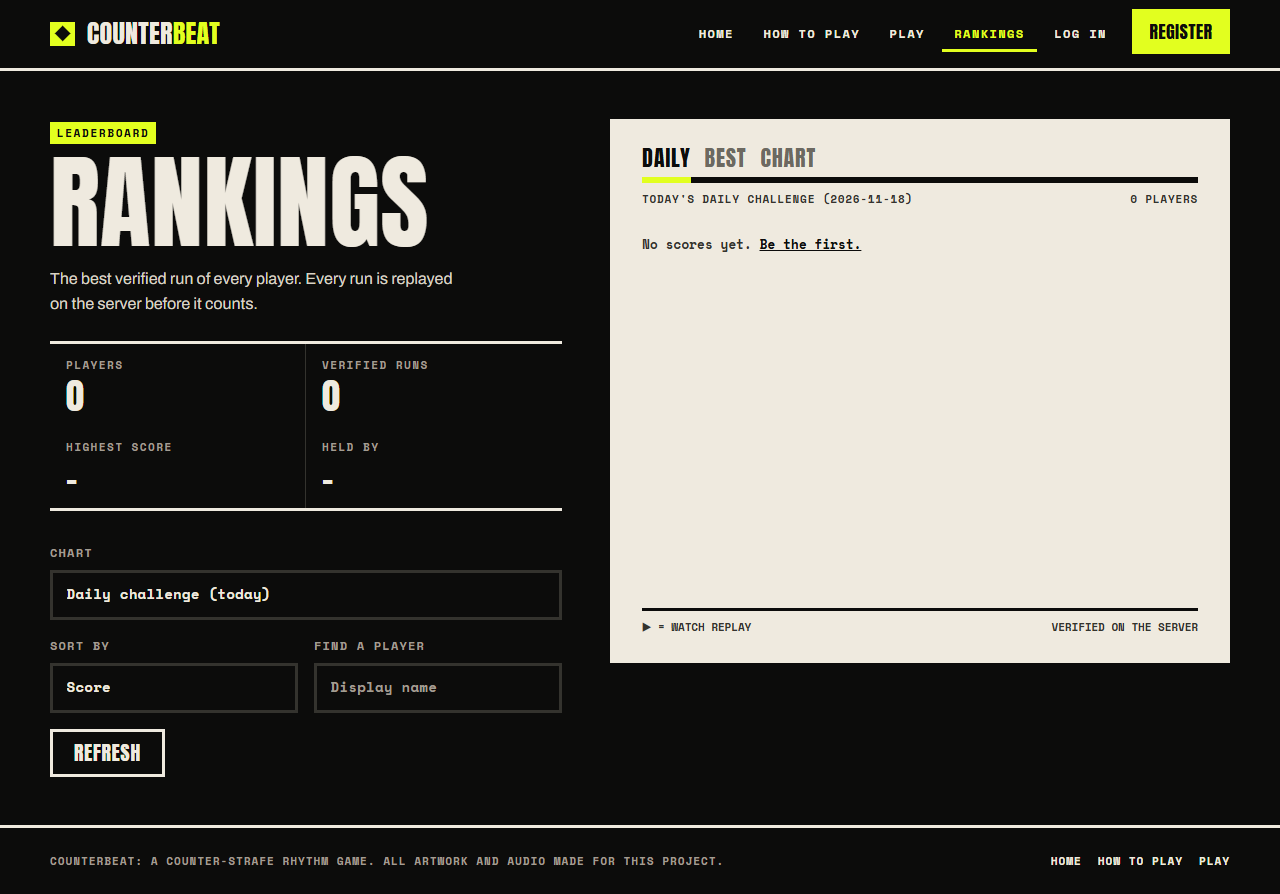 COUNTERBEAT
HOME HOW TO PLAY PLAY RANKINGS LOG IN REGISTER
LEADERBOARD
RANKINGS
The best verified run of every player. Every run is replayed
on the server before it counts.
PLAYERS
0
VERIFIED RUNS
0
HIGHEST SCORE
-
HELD BY
-
CHART
Daily challenge (today)
SORT BY
Score
FIND A PLAYER
Display name
REFRESH
DAILY BEST CHART
TODAY'S DAILY CHALLENGE (2026-11-18) 0 PLAYERS
No scores yet. Be the first.
▶ = WATCH REPLAY VERIFIED ON THE SERVER
COUNTERBEAT: A COUNTER-STRAFE RHYTHM GAME. ALL ARTWORK AND AUDIO MADE FOR THIS PROJECT.
HOME HOW TO PLAY PLAY